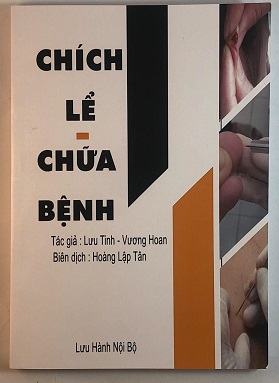 CHÍCH
LỂ
-
CHỮA
BỆNH
Tác giả : Lưu Tinh - Vương Hoan
Biên dịch : Hoàng Lập Tân
Lưu Hành Nội Bộ